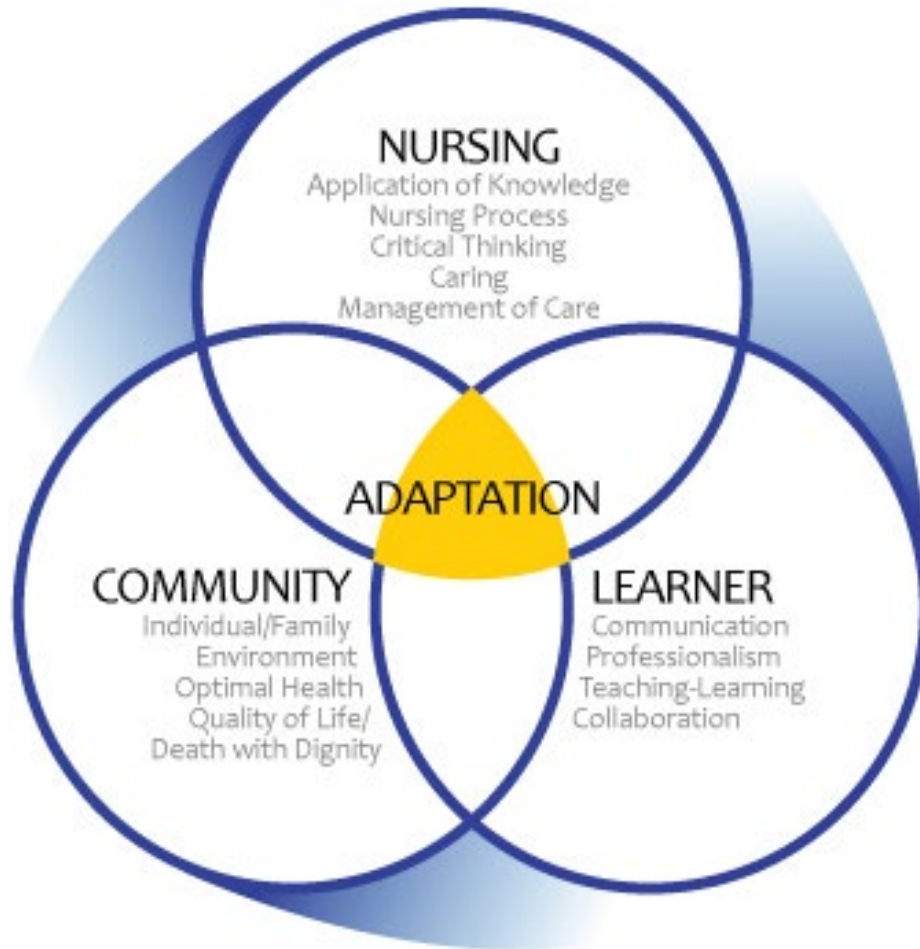 NURSING
Application of Knowledge
Nursing Process
Critical Thinking
Caring
Management of Care
ADAPTATION
COMMUNITY
Individual/Family
Environment
Optimal Health
Quality of Life/
Death with Dignity
LEARNER
Communication
Professionalism
Teaching-Learning
Collaboration